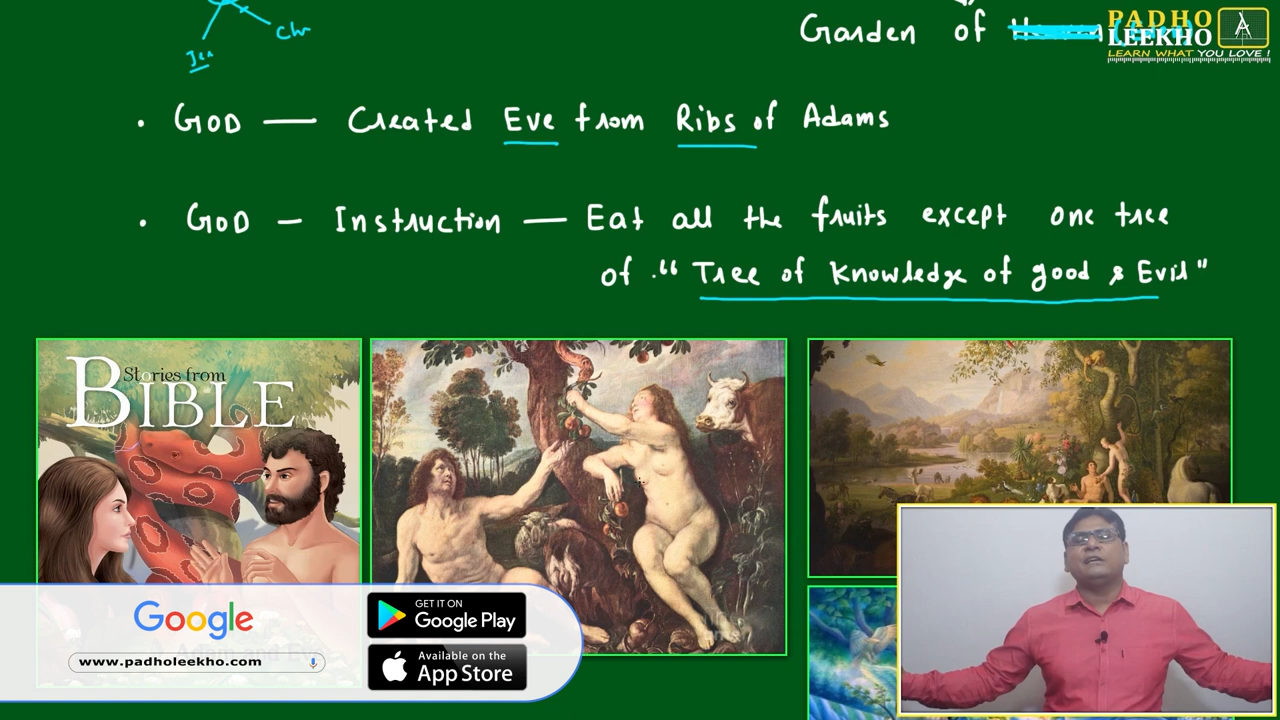 Chr
Jew
Garden of
PADHO
LEEKHO
LEARN WHAT YOU LOVE !
• GOD — Created Eve from Ribs of Adams
• GOD — Instruction — Eat all the fruits except one tree
of "Tree of Knowledge of good & Evil"
Stories from
BIBLE
Google
www.padholeekho.com
GET IT ON
Google Play
Available on the
App Store